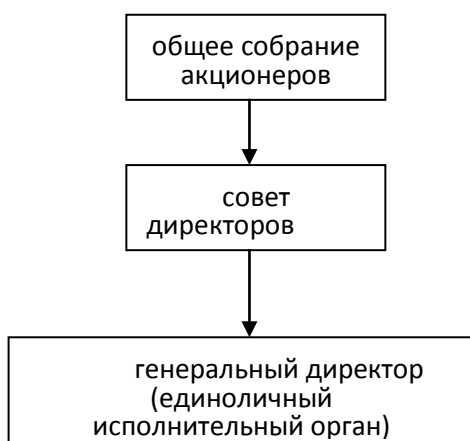 общее собрание
акционеров
совет
директоров
генеральный директор
(единоличный
исполнительный орган)